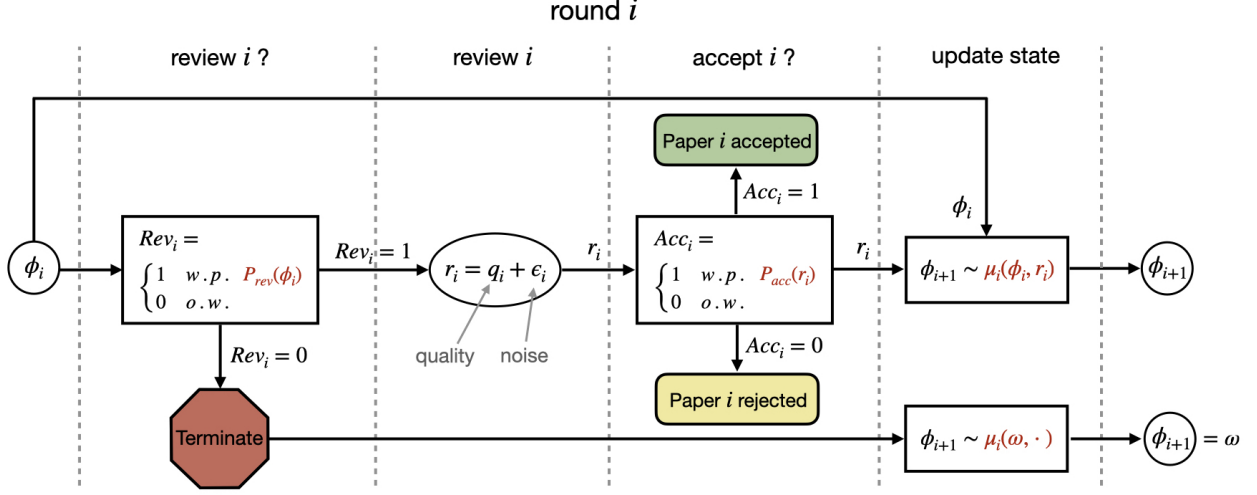 round i
review i ?
review i
accept i ?
update state
Paper i accepted
Acc_i = 1
ϕ_i
ϕ_i
Rev_i =
{ 1 w.p. P_rev(ϕ_i)
0 o.w.
Rev_i = 1
r_i = q_i + ϵ_i
r_i
Acc_i =
{ 1 w.p. P_acc(r_i)
0 o.w.
r_i
ϕ_{i+1} ~ μ_i(ϕ_i, r_i)
ϕ_{i+1}
quality
noise
Rev_i = 0
Acc_i = 0
Paper i rejected
Terminate
ϕ_{i+1} ~ μ_i(ω, · )
ϕ_{i+1} = ω